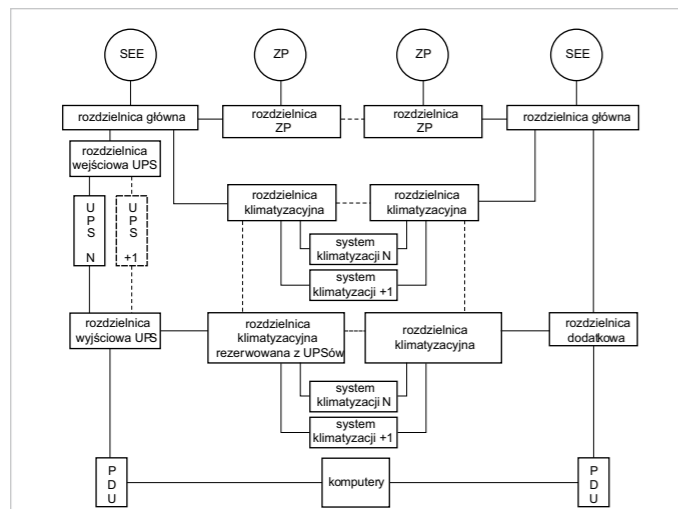 SEE
ZP
ZP
SEE
rozdzielnica główna
rozdzielnica
ZP
rozdzielnica
ZP
rozdzielnica główna
rozdzielnica
wejściowa UPS
U
P
S
N
U
P
S
+1
rozdzielnica
klimatyzacyjna
rozdzielnica
klimatyzacyjna
system
klimatyzacji N
system
klimatyzacji +1
rozdzielnica
wyjściowa UPS
rozdzielnica
klimatyzacyjna
rezerwowana z UPSów
rozdzielnica
klimatyzacyjna
rozdzielnica
dodatkowa
system
klimatyzacji N
system
klimatyzacji +1
P
D
U
komputery
P
D
U